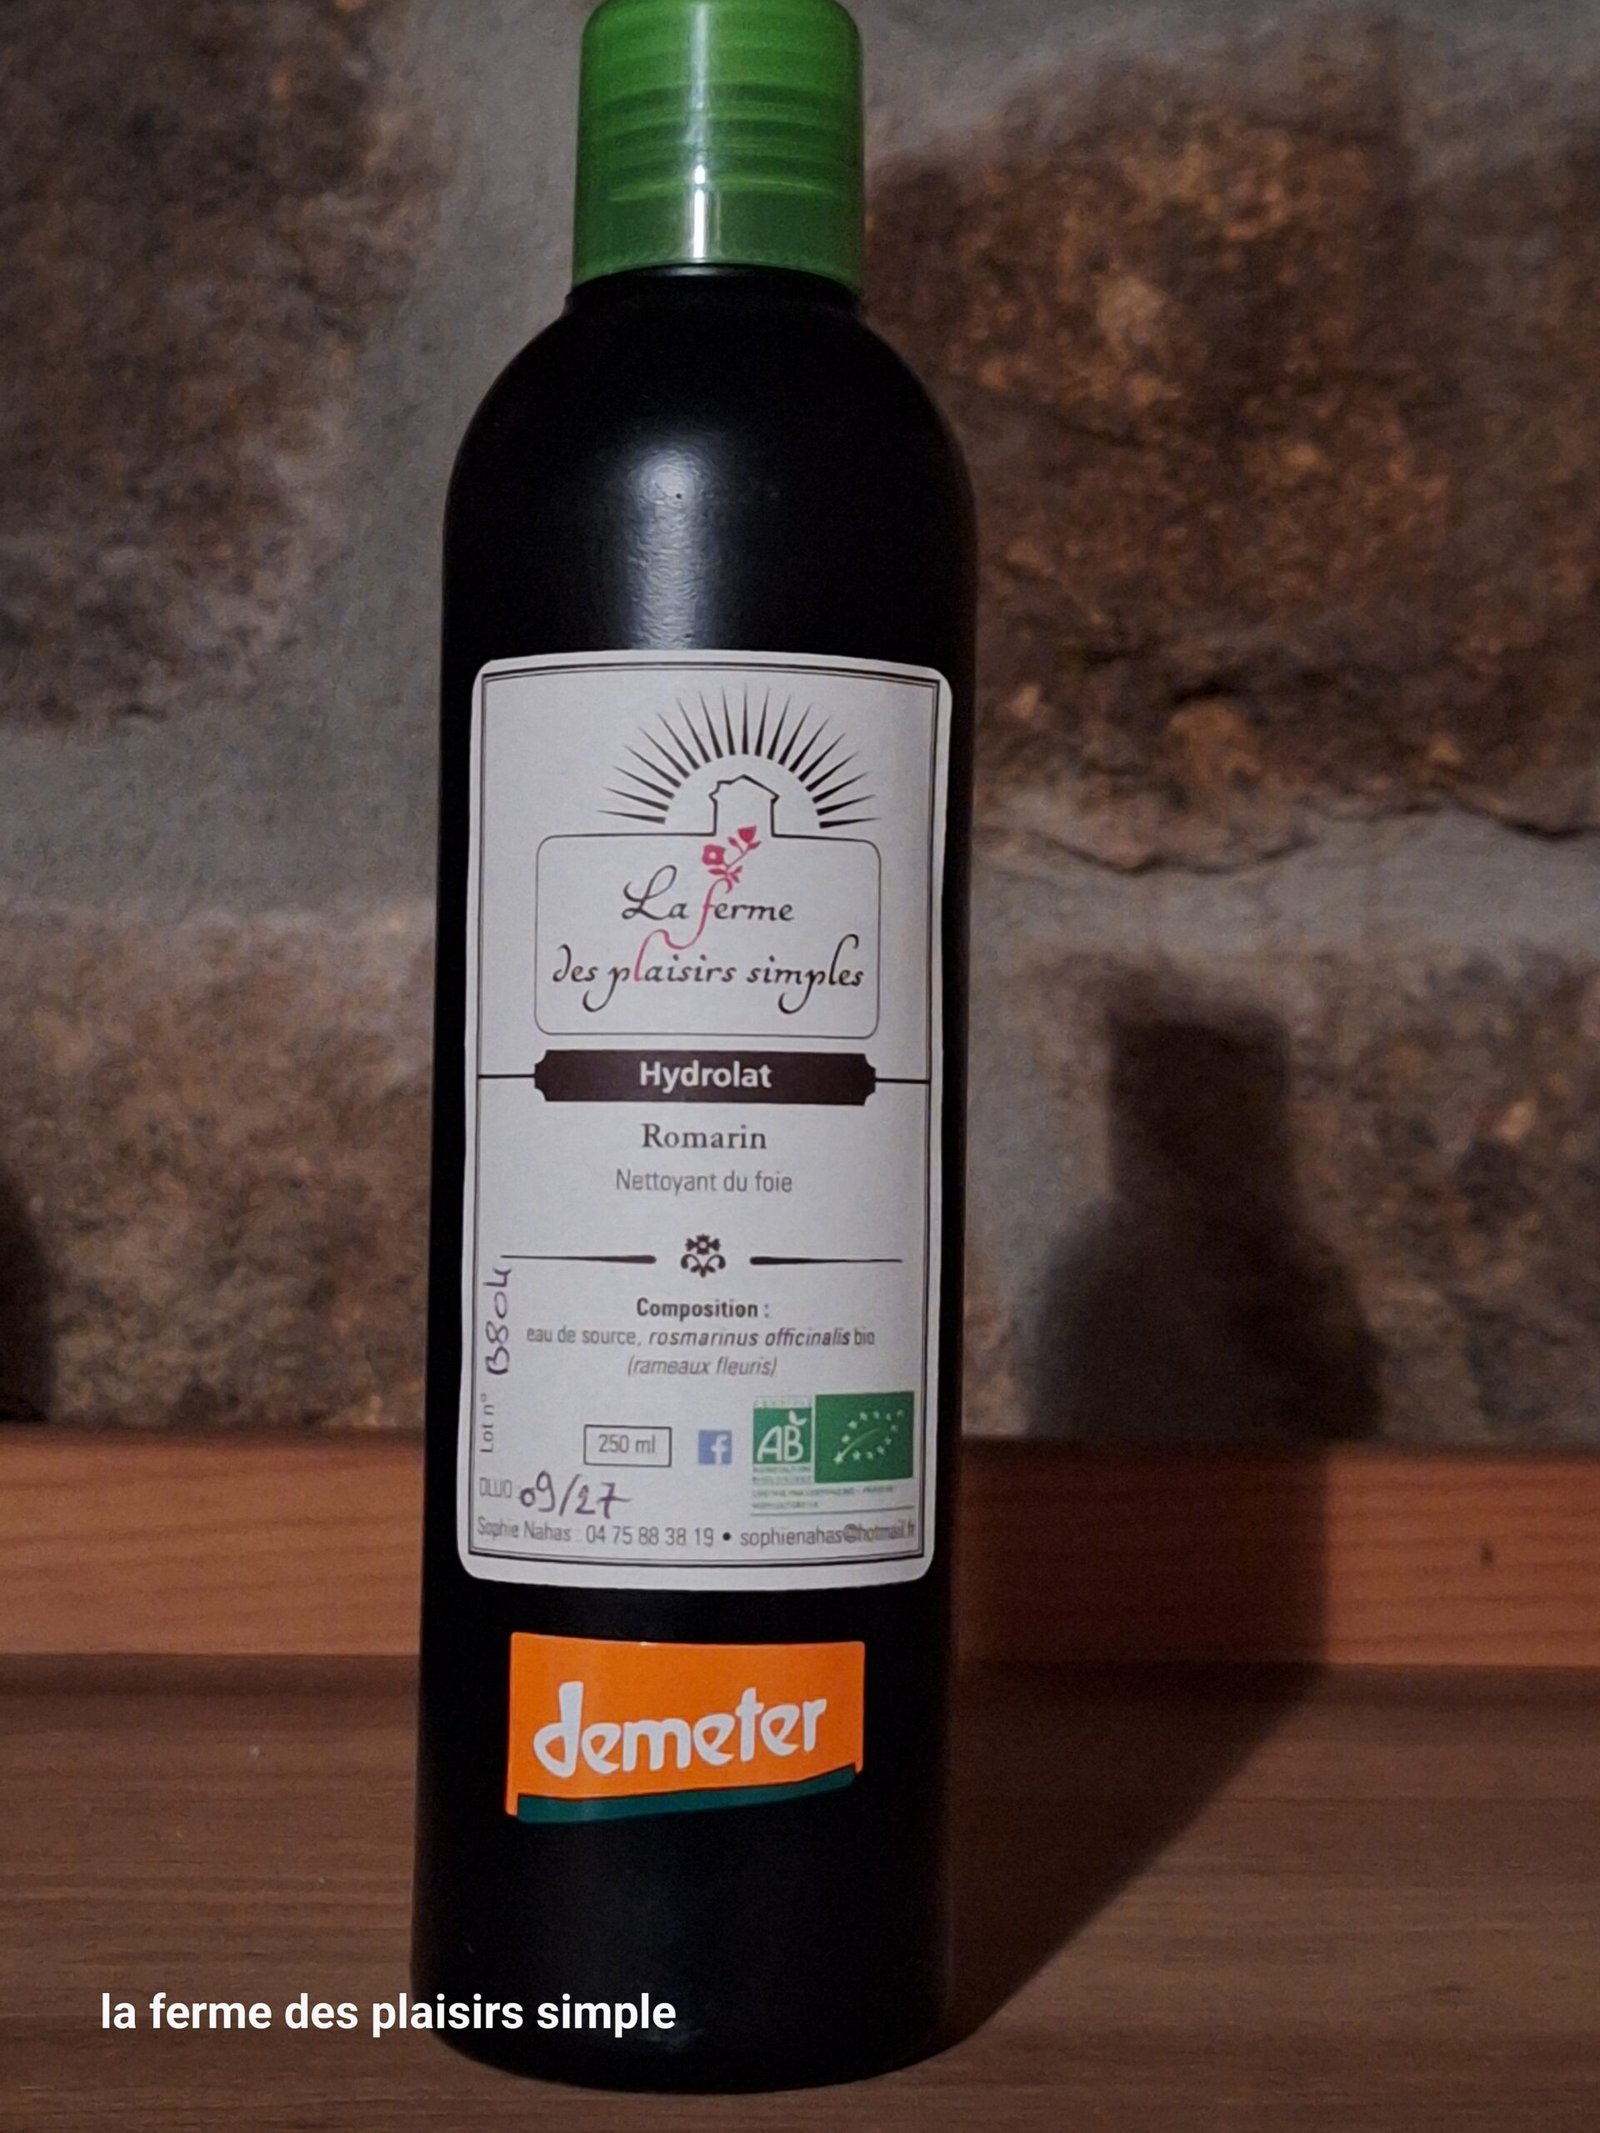 La ferme
des plaisirs simples
Hydrolat
Romarin
Nettoyant du foie
Composition :
eau de source, rosmarinus officinalis bio
(rameaux fleuris)
Lot n° B804
250 ml
f
AB
DLUO 09/27
Sophie Nahas : 04 75 88 38 19 • sophienahas@hotmail.fr
demeter
la ferme des plaisirs simple